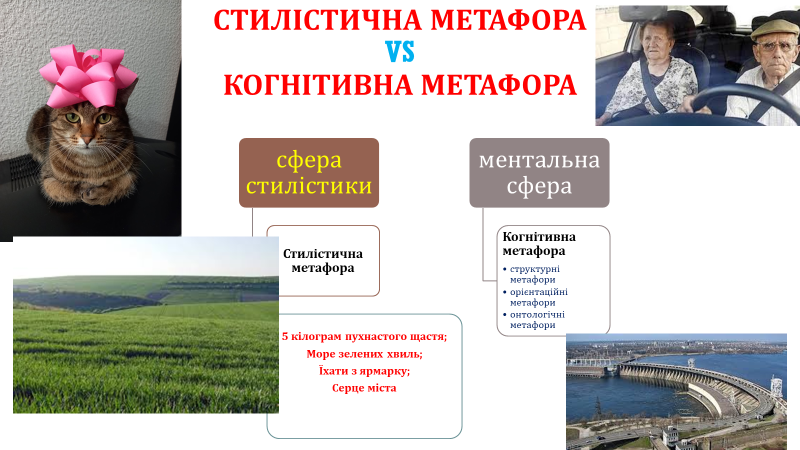 СТИЛІСТИЧНА МЕТАФОРА
VS
КОГНІТИВНА МЕТАФОРА
сфера
стилістики
Стилістична
метафора
5 кілограм пухнастого щастя;
Море зелених хвиль;
Їхати з ярмарку;
Серце міста
ментальна
сфера
Когнітивна
метафора
• структурні
метафори
• орієнтаційні
метафори
• онтологічні
метафори